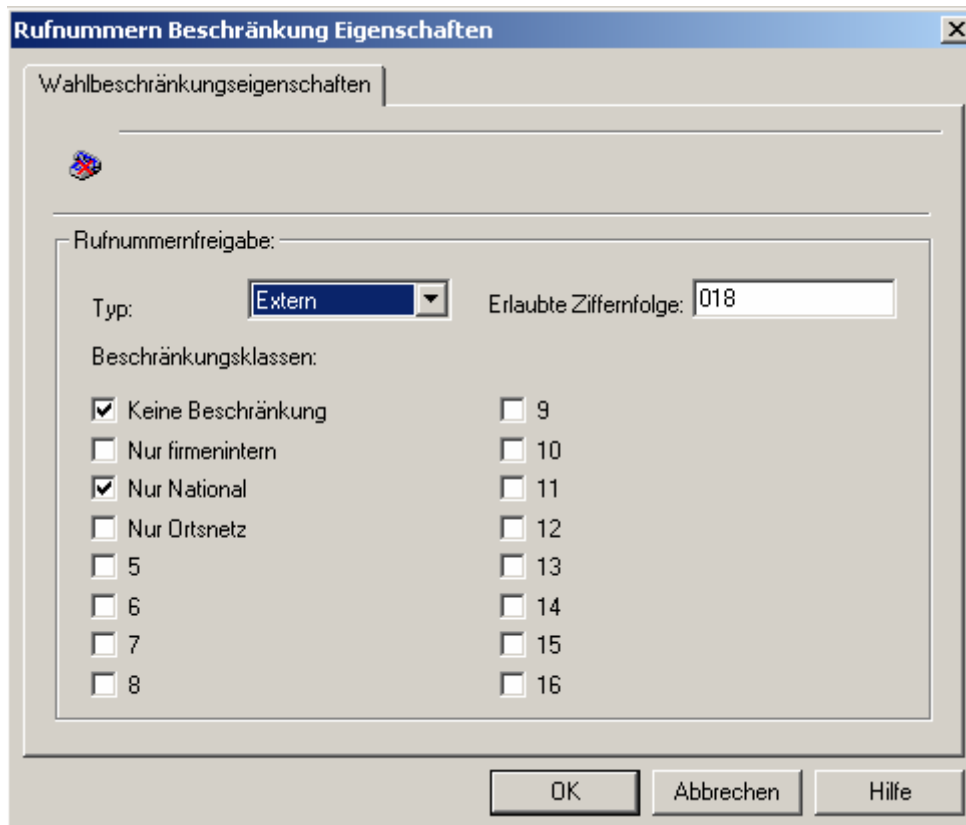 Rufnummern Beschränkung Eigenschaften
Wahlbeschränkungseigenschaften
Rufnummernfreigabe:
Typ: Extern Erlaubte Ziffernfolge: 018
Beschränkungsklassen:
Keine Beschränkung 9
Nur firmenintern 10
Nur National 11
Nur Ortsnetz 12
5 13
6 14
7 15
8 16
OK Abbrechen Hilfe